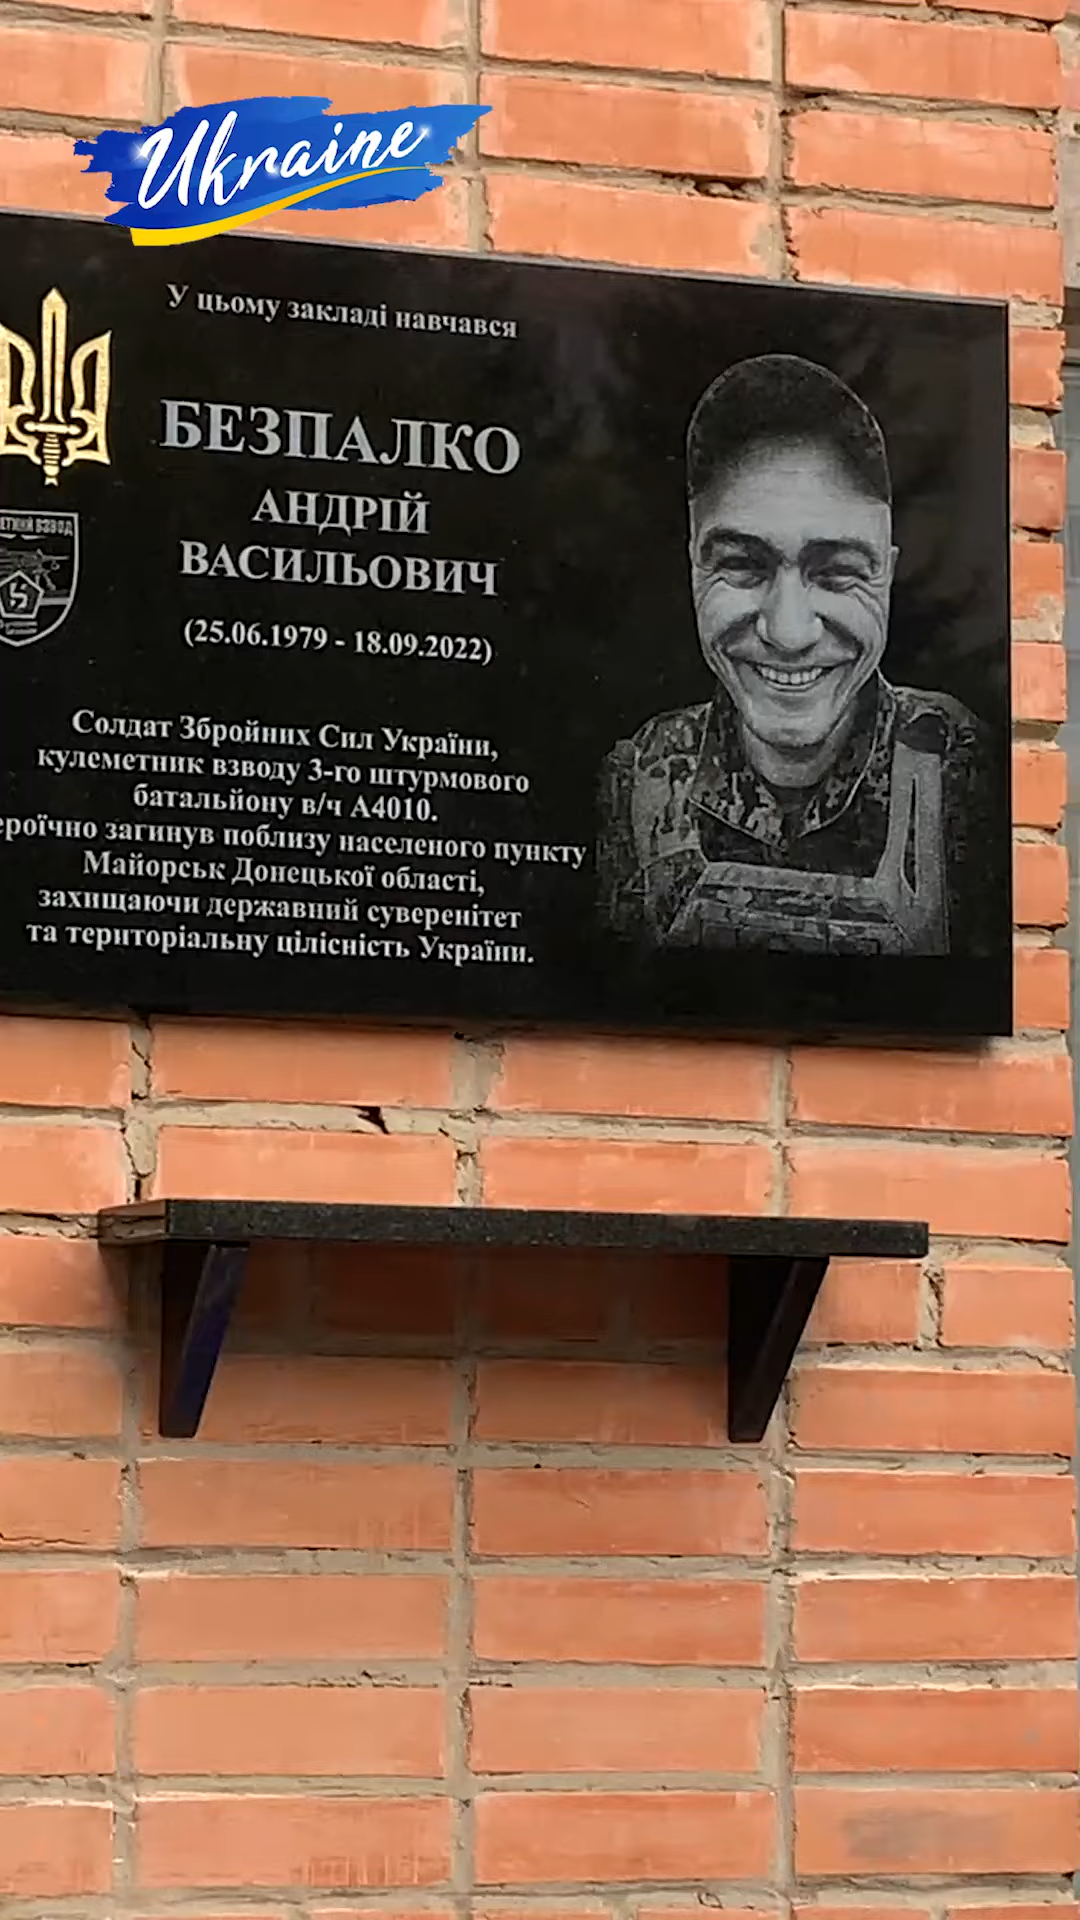 Ukraine
У цьому закладі навчався
БЕЗПАЛКО
АНДРІЙ
ВАСИЛЬОВИЧ
(25.06.1979 - 18.09.2022)
Солдат Збройних Сил України,
кулеметник взводу 3-го штурмового
батальйону в/ч А4010.
ероїчно загинув поблизу населеного пункту
Майорськ Донецької області,
захищаючи державний суверенітет
та територіальну цілісність України.
ВЗВОД